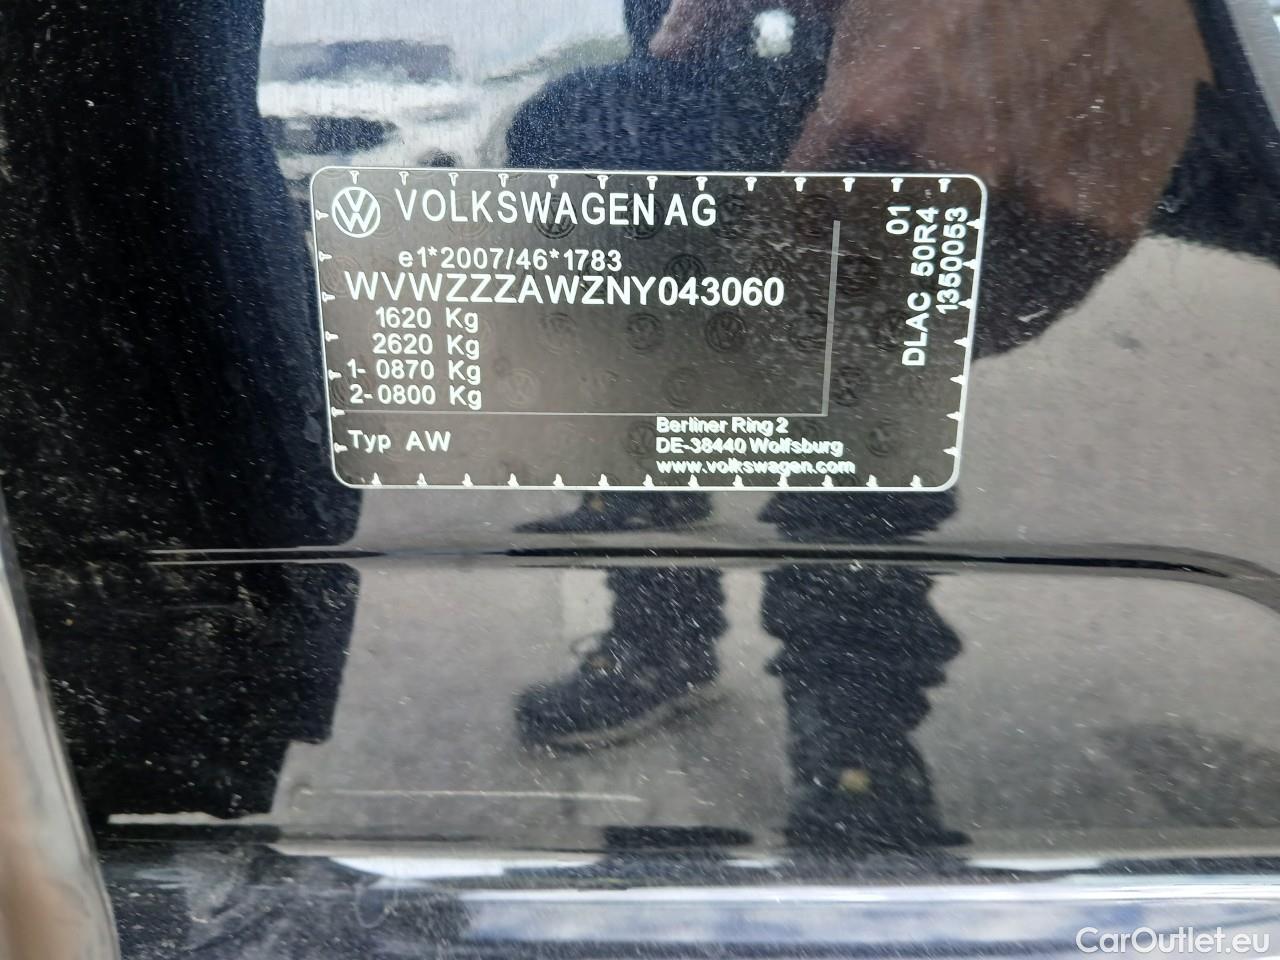 VOLKSWAGEN AG
e1*2007/46*1783
WVWZZZAWZNY043060
1620 Kg
2620 Kg
1- 0870 Kg
2- 0800 Kg
Typ AW
Berliner Ring 2
DE-38440 Wolfsburg
www.volkswagen.com
01
DLAC 50R4
1350053
CarOutlet.eu